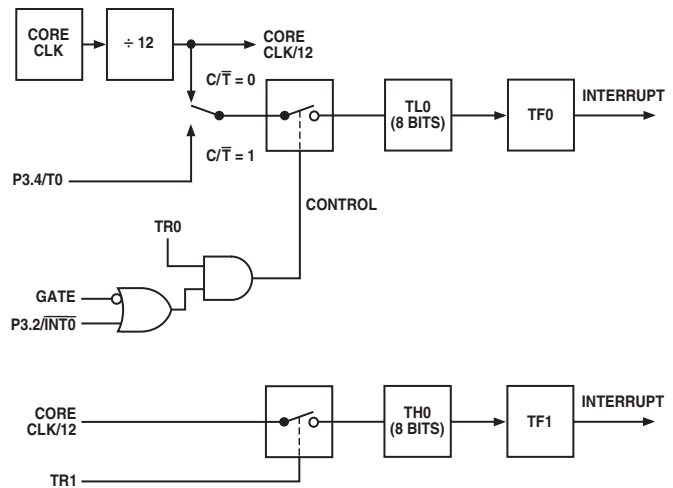 CORE
CLK
÷ 12
CORE
CLK/12
C/T̅ = 0
C/T̅ = 1
P3.4/T0
TL0
(8 BITS)
TF0
INTERRUPT
CONTROL
TR0
GATE
P3.2/I̅N̅T̅0̅
CORE
CLK/12
TR1
TH0
(8 BITS)
TF1
INTERRUPT